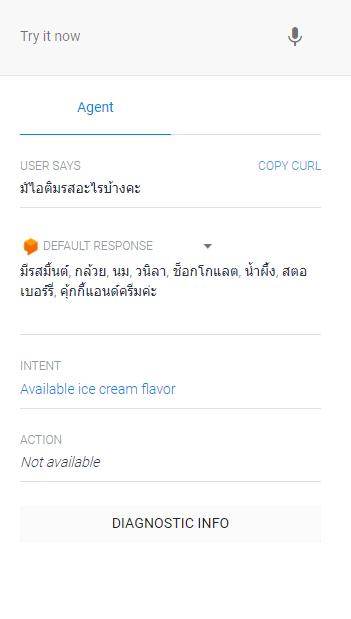 Try it now
Agent
USER SAYS COPY CURL
มัไอติมรสอะไรบ้างคะ
DEFAULT RESPONSE
มีรสมิ้นต์, กล้วย, นม, วนิลา, ช็อกโกแลต, น้ำผึ้ง, สตอ
เบอร์รี่, คุ้กกี้แอนด์ครีมค่ะ
INTENT
Available ice cream flavor
ACTION
Not available
DIAGNOSTIC INFO